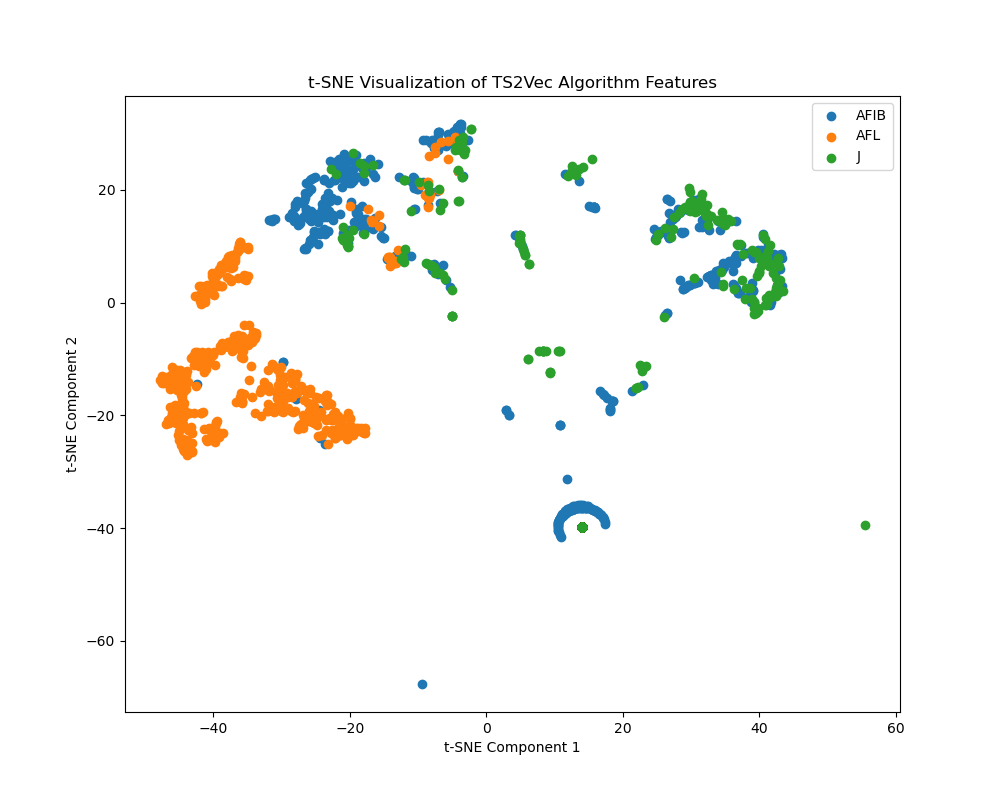 t-SNE Visualization of TS2Vec Algorithm Features
AFIB
AFL
J
20
0
−20
−40
−60
t-SNE Component 2
−40
−20
0
20
40
60
t-SNE Component 1